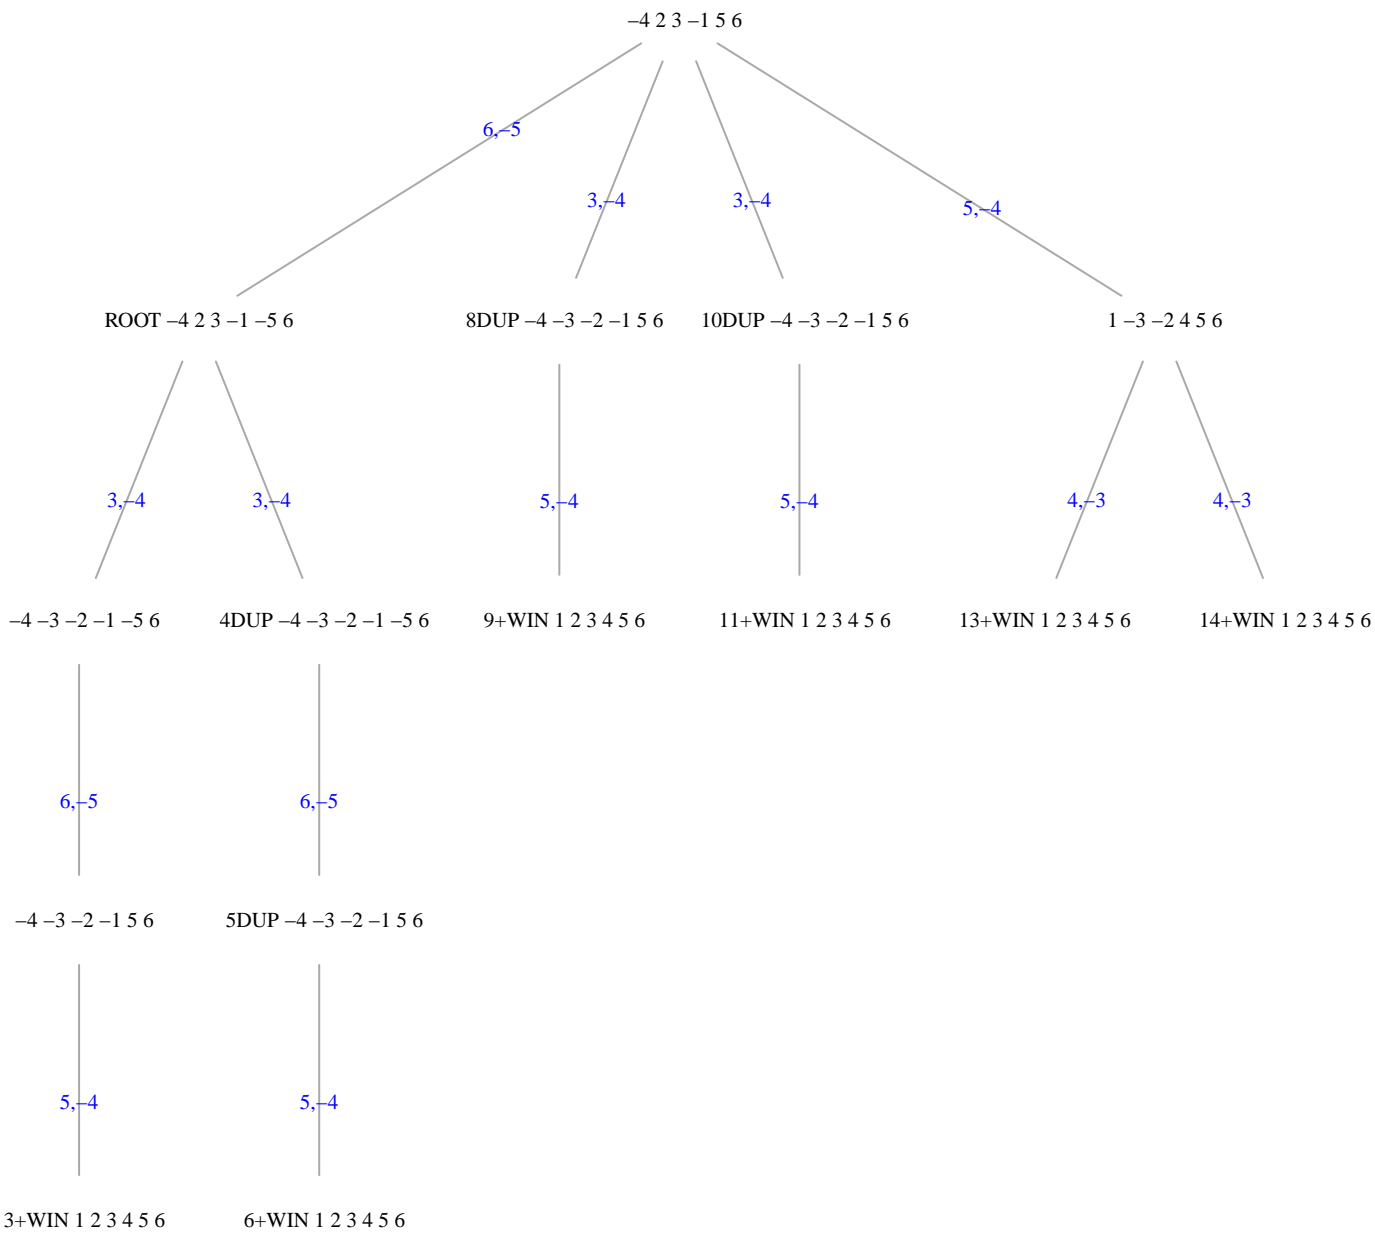 −4 2 3 −1 5 6
6,−5
3,−4
3,−4
5,−4
ROOT −4 2 3 −1 −5 6
8DUP −4 −3 −2 −1 5 6
10DUP −4 −3 −2 −1 5 6
1 −3 −2 4 5 6
3,−4
3,−4
5,−4
5,−4
4,−3
4,−3
−4 −3 −2 −1 −5 6
4DUP −4 −3 −2 −1 −5 6
9+WIN 1 2 3 4 5 6
11+WIN 1 2 3 4 5 6
13+WIN 1 2 3 4 5 6
14+WIN 1 2 3 4 5 6
6,−5
6,−5
−4 −3 −2 −1 5 6
5DUP −4 −3 −2 −1 5 6
5,−4
5,−4
3+WIN 1 2 3 4 5 6
6+WIN 1 2 3 4 5 6